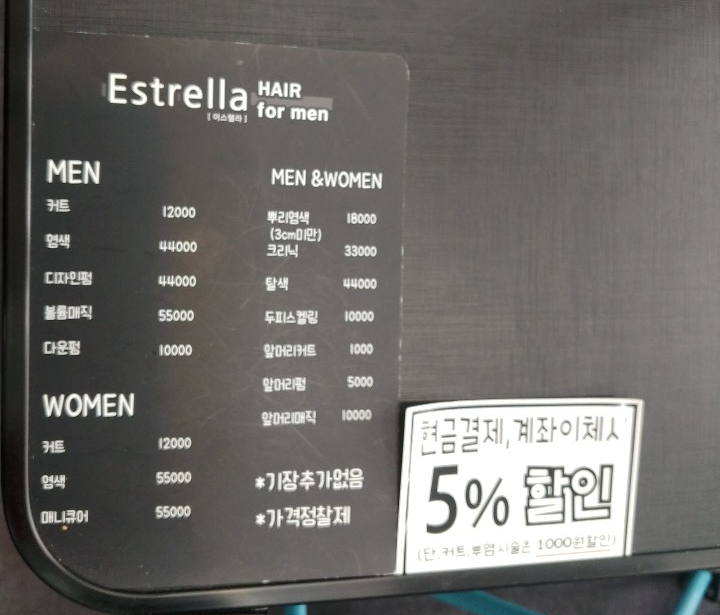 Estrella HAIR
for men
[ 이스텔라 ]
MEN
커트 12000
염색 44000
디자인펌 44000
볼륨매직 55000
다운펌 10000
WOMEN
커트 12000
염색 55000
매니큐어 55000
MEN &WOMEN
뿌리염색 18000
(3cm미만)
크리닉 33000
탈색 44000
두피스켈링 10000
앞머리커트 1000
앞머리펌 5000
앞머리매직 10000
*기장추가없음
*가격정찰제
현금결제,계좌이체시
5% 할인
(단,커트,뿌염시술은 1000원할인)